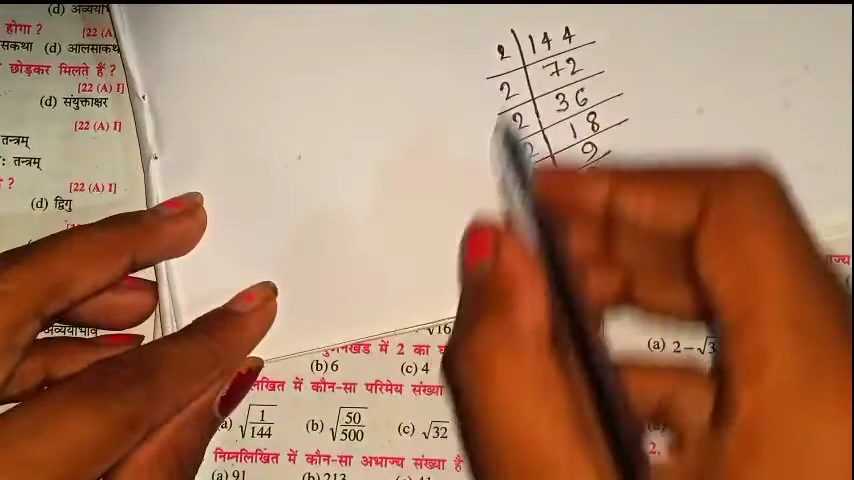 (d) अव्ययी
होगा ? [22 (A
सकथा (d) आलसाकथ
छोड़कर मिलते हैं ?
[22 (A) I]
(d) संयुक्ताक्षर
[22 (A) I]
तन्त्रम्
: तन्त्रम्
? [22 (A) I]
(d) द्विगु
अव्ययीभाव
2 144
2 72
2 36
2 18
9
√16
में 2 का
(b) 6 (c) 4
में कौन-सा परिमेय संख्या
(a) √1/144 (b) √50/500 (c) √32
निम्नलिखित में कौन-सा अभाज्य संख्या है
(a) 91 (b) 213
(a) 2-√3
2.